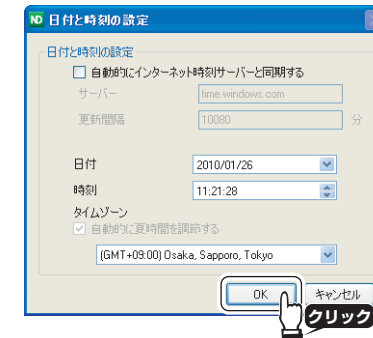 ND 日付と時刻の設定
日付と時刻の設定
自動的にインターネット時刻サーバーと同期する
サーバー time.windows.com
更新間隔 10080 分
日付 2010/01/26
時刻 11:21:28
タイムゾーン
自動的に夏時間を調節する
(GMT+09:00) Osaka, Sapporo, Tokyo
OK キャンセル
クリック